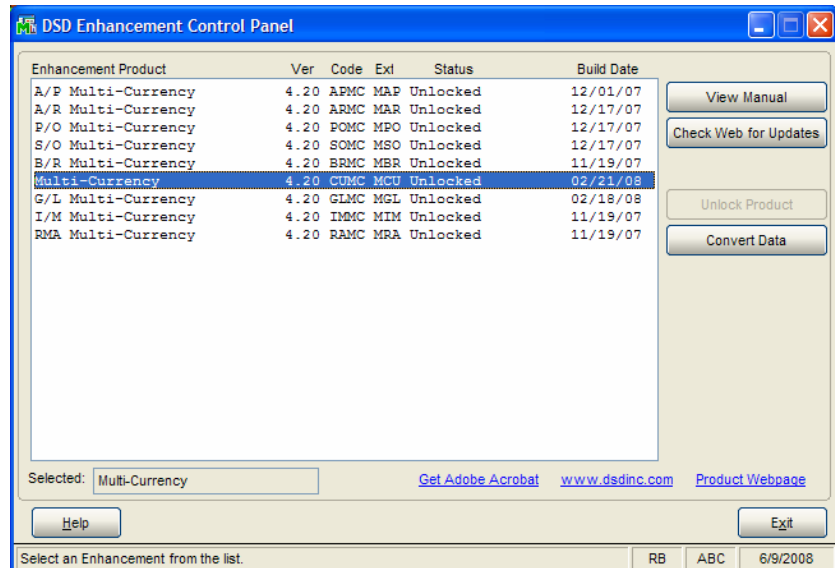 DSD Enhancement Control Panel
Enhancement Product Ver Code Ext Status Build Date
A/P Multi-Currency 4.20 APMC MAP Unlocked 12/01/07
A/R Multi-Currency 4.20 ARMC MAR Unlocked 12/17/07
P/O Multi-Currency 4.20 POMC MPO Unlocked 12/17/07
S/O Multi-Currency 4.20 SOMC MSO Unlocked 12/17/07
B/R Multi-Currency 4.20 BRMC MBR Unlocked 11/19/07
Multi-Currency 4.20 CUMC MCU Unlocked 02/21/08
G/L Multi-Currency 4.20 GLMC MGL Unlocked 02/18/08
I/M Multi-Currency 4.20 IMMC MIM Unlocked 11/19/07
RMA Multi-Currency 4.20 RAMC MRA Unlocked 11/19/07
View Manual
Check Web for Updates
Unlock Product
Convert Data
Selected: Multi-Currency Get Adobe Acrobat www.dsdinc.com Product Webpage
Help Exit
Select an Enhancement from the list. RB ABC 6/9/2008